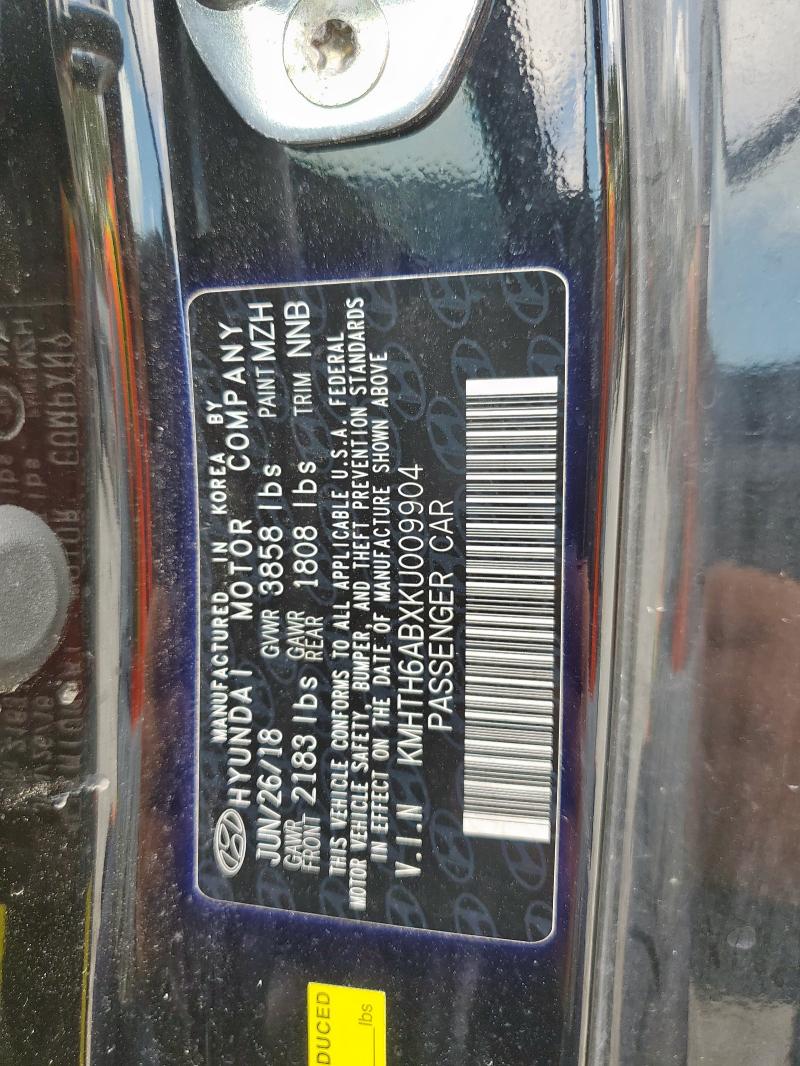 MANUFACTURED IN KOREA BY
HYUNDAI MOTOR COMPANY
JUN/26/18 GVWR 3858 lbs PAINT MZH
GAWR FRONT 2183 lbs GAWR REAR 1808 lbs TRIM NNB
THIS VEHICLE CONFORMS TO ALL APPLICABLE U.S.A. FEDERAL
MOTOR VEHICLE SAFETY, BUMPER, AND THEFT PREVENTION STANDARDS
IN EFFECT ON THE DATE OF MANUFACTURE SHOWN ABOVE
V.I.N KMHTH6ABXKU009904
PASSENGER CAR
DUCED
lbs